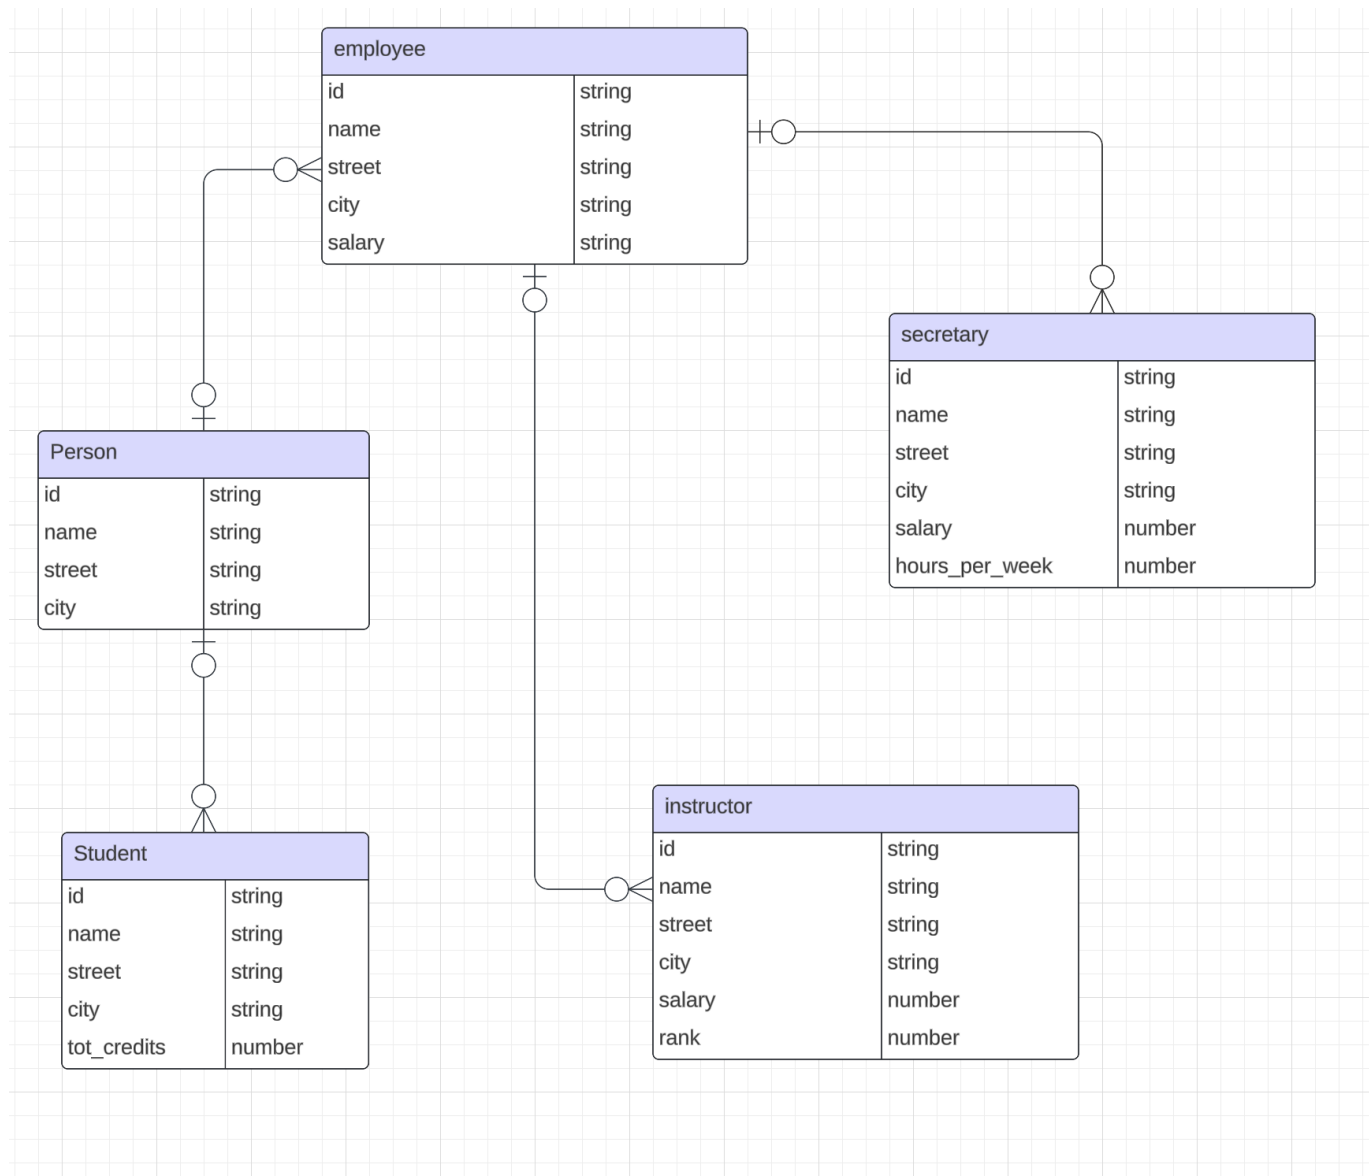 employee
id string
name string
street string
city string
salary string
secretary
id string
name string
street string
city string
salary number
hours_per_week number
Person
id string
name string
street string
city string
Student
id string
name string
street string
city string
tot_credits number
instructor
id string
name string
street string
city string
salary number
rank number